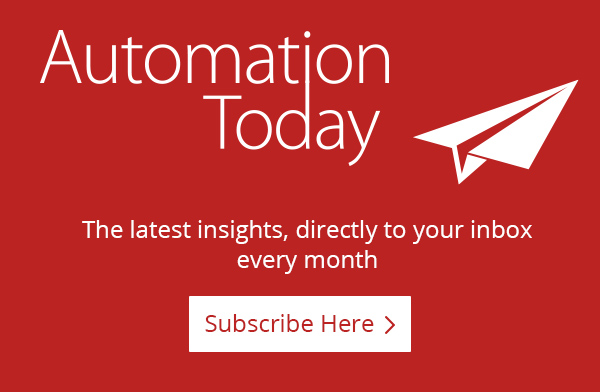 Automation
Today
The latest insights, directly to your inbox
every month
Subscribe Here